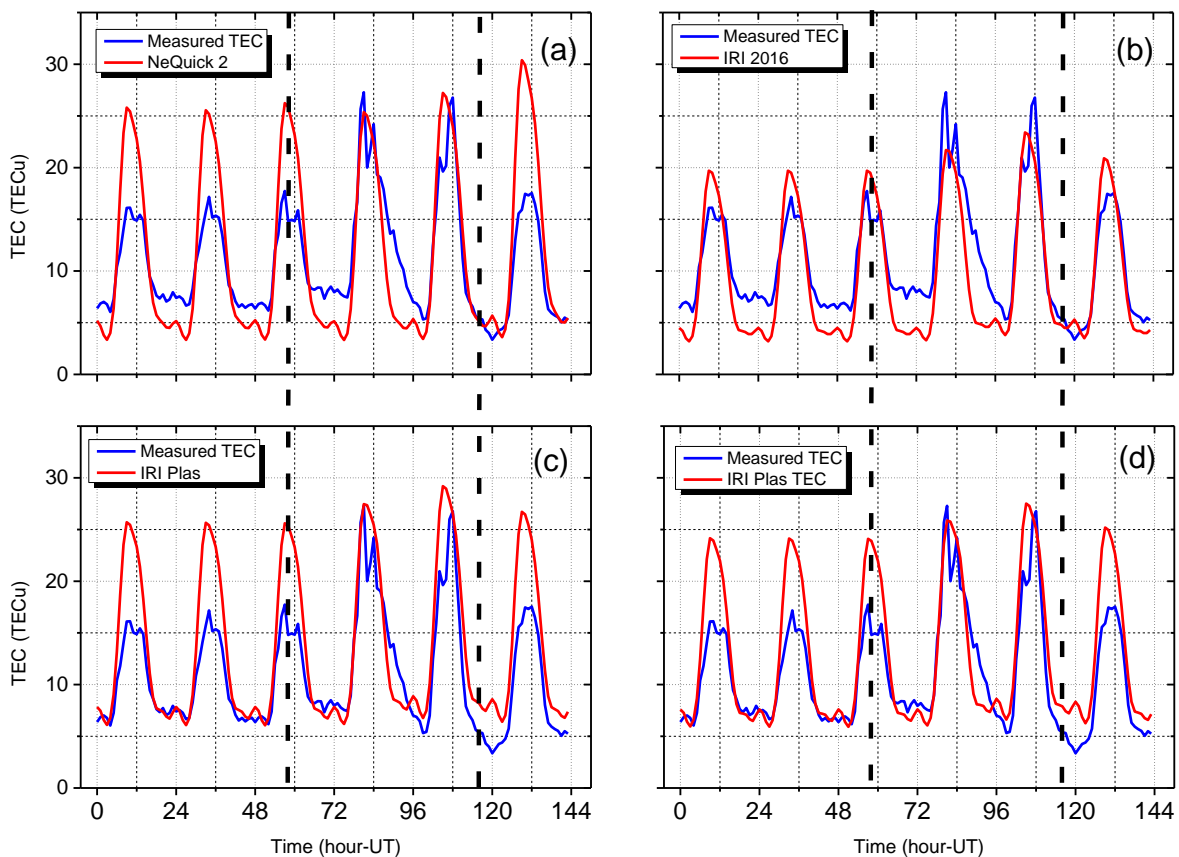 Measured TEC
NeQuick 2
(a)
30
20
10
0
TEC (TECu)
Measured TEC
IRI 2016
(b)
Measured TEC
IRI Plas
(c)
30
20
10
0
TEC (TECu)
0 24 48 72 96 120 144
Time (hour-UT)
Measured TEC
IRI Plas TEC
(d)
0 24 48 72 96 120 144
Time (hour-UT)